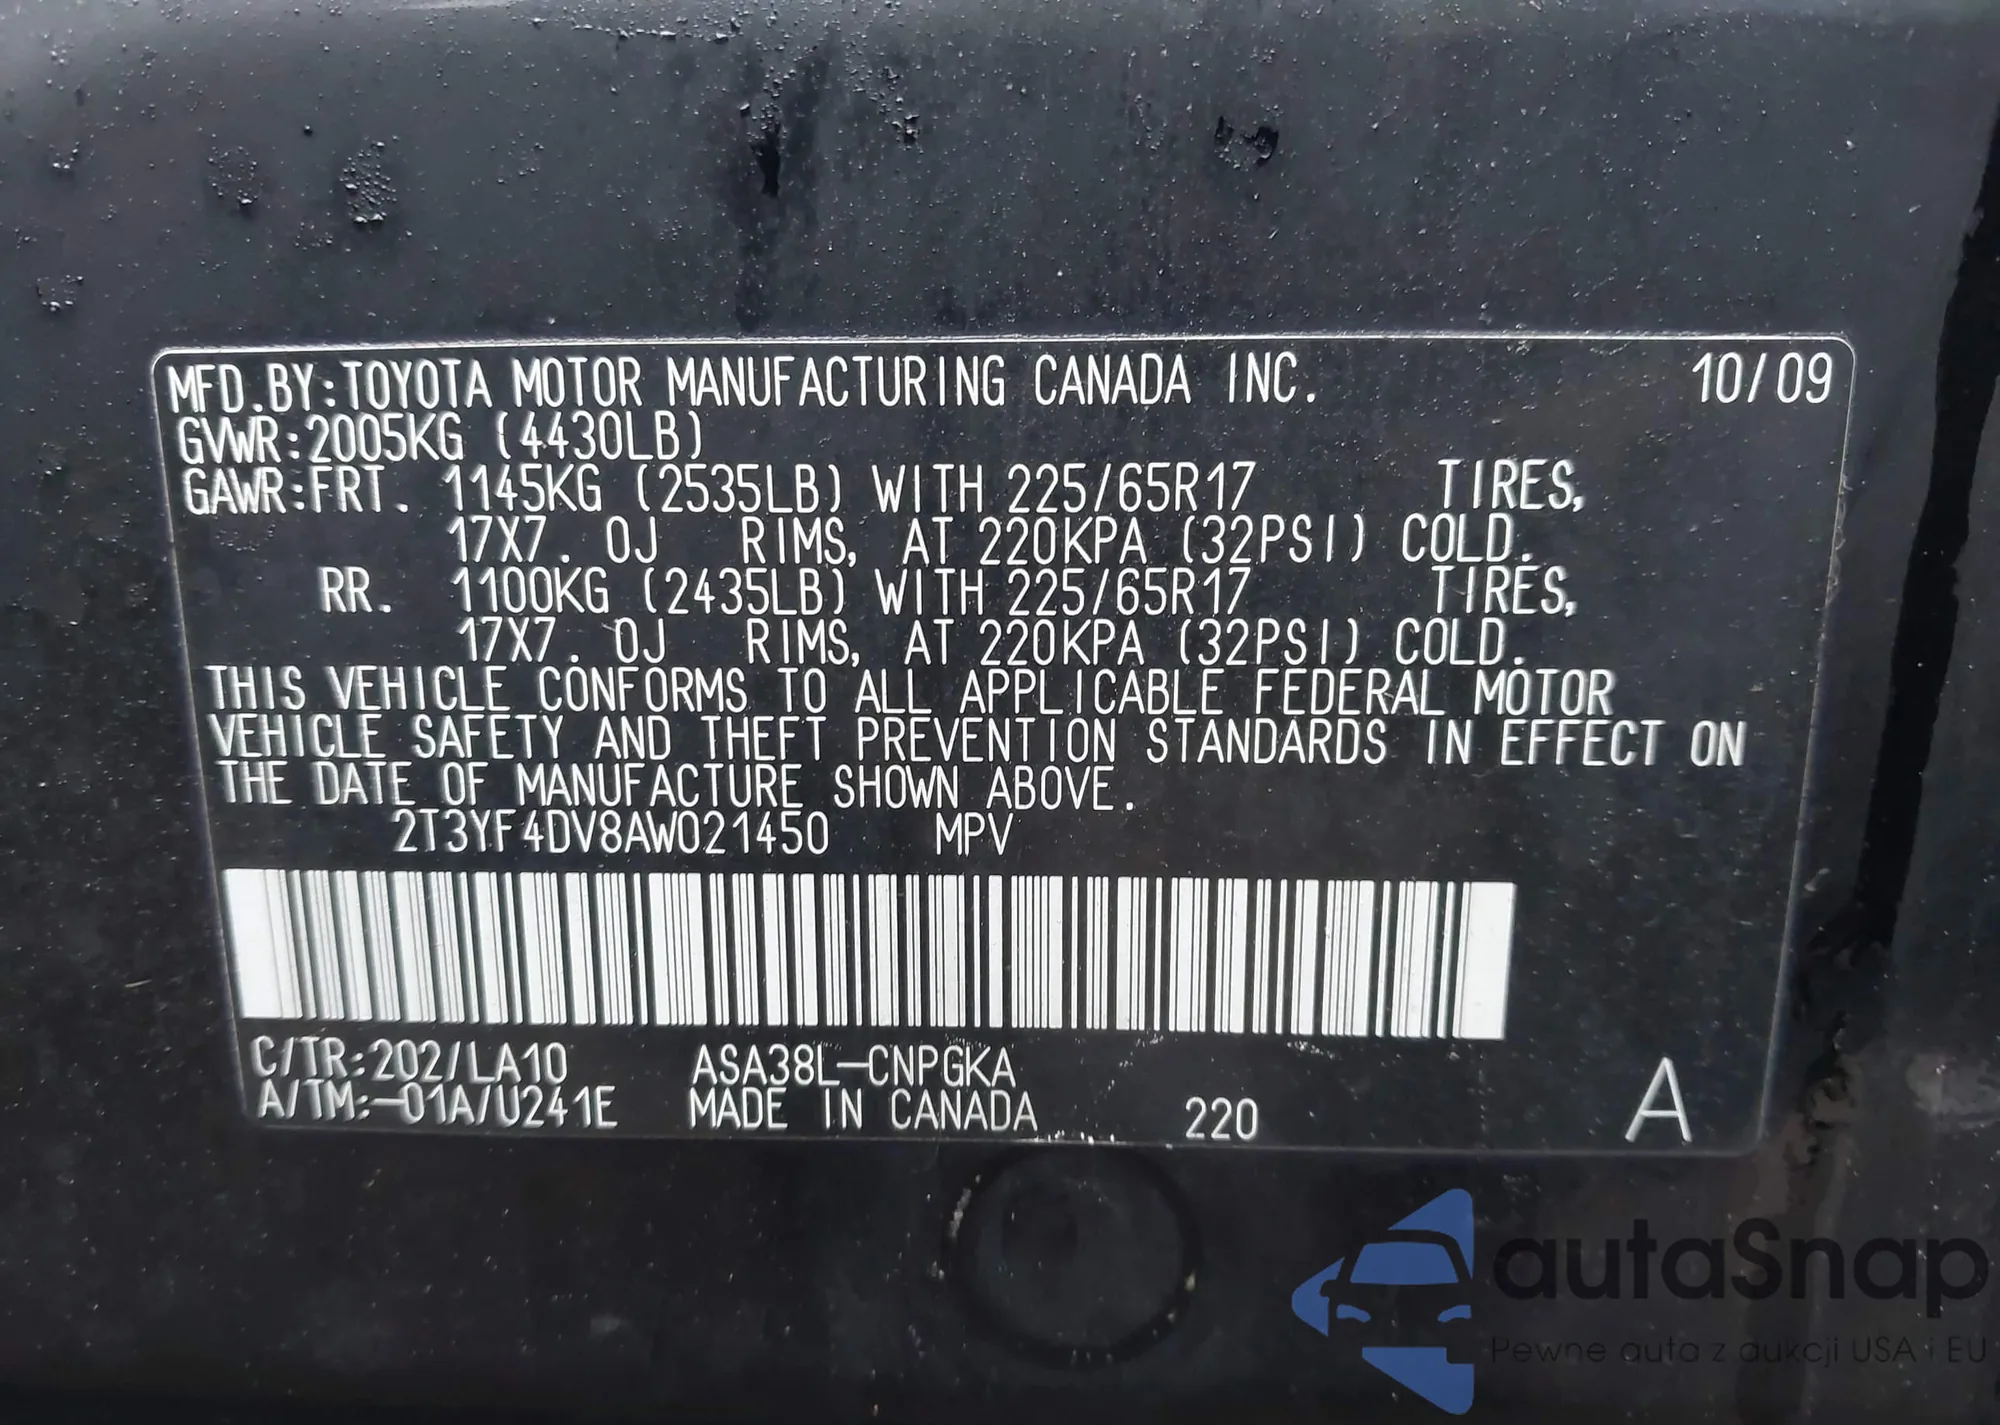 MFD.BY:TOYOTA MOTOR MANUFACTURING CANADA INC. 10/09
GVWR:2005KG (4430LB)
GAWR:FRT. 1145KG (2535LB) WITH 225/65R17 TIRES,
17X7. 0J RIMS, AT 220KPA (32PSI) COLD.
RR. 1100KG (2435LB) WITH 225/65R17 TIRES,
17X7. 0J RIMS, AT 220KPA (32PSI) COLD.
THIS VEHICLE CONFORMS TO ALL APPLICABLE FEDERAL MOTOR
VEHICLE SAFETY AND THEFT PREVENTION STANDARDS IN EFFECT ON
THE DATE OF MANUFACTURE SHOWN ABOVE.
2T3YF4DV8AW021450 MPV
C/TR:202/LA10 ASA38L-CNPGKA
A/TM:-01A/U241E MADE IN CANADA 220 A
autaSnap
Pewne auta z aukcji USA i EU